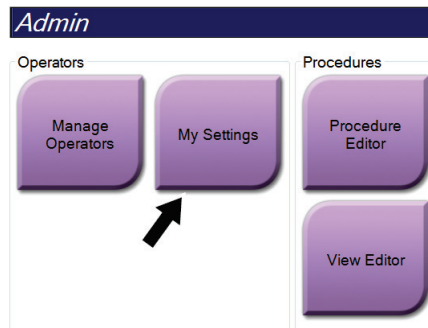 Admin
Operators
Manage
Operators
My Settings
Procedures
Procedure
Editor
View Editor